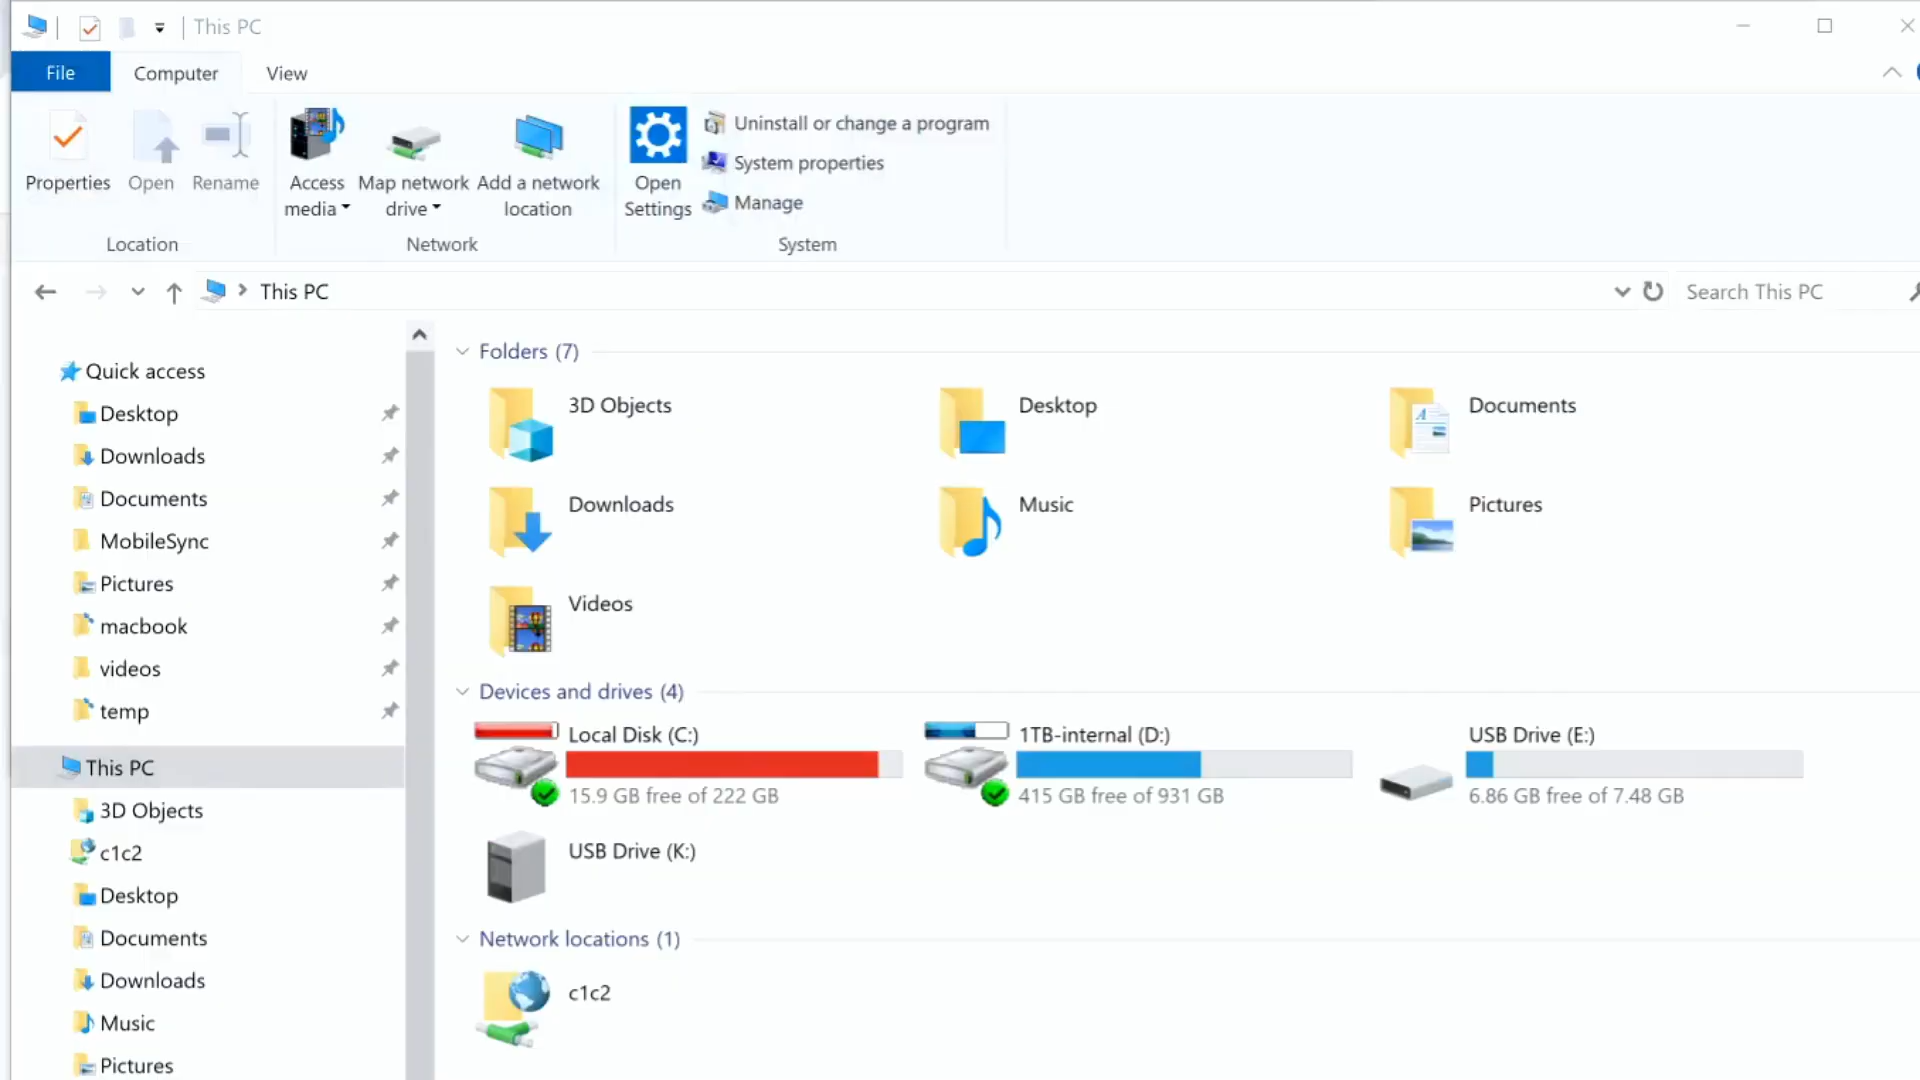 This PC
File
Computer
View
Properties
Open
Rename
Access media
Map network drive
Add a network location
Open Settings
Uninstall or change a program
System properties
Manage
Location
Network
System
This PC
Search This PC
Quick access
Desktop
Downloads
Documents
MobileSync
Pictures
macbook
videos
temp
This PC
3D Objects
c1c2
Desktop
Documents
Downloads
Music
Pictures
Folders (7)
3D Objects
Desktop
Documents
Downloads
Music
Pictures
Videos
Devices and drives (4)
Local Disk (C:)
15.9 GB free of 222 GB
1TB-internal (D:)
415 GB free of 931 GB
USB Drive (E:)
6.86 GB free of 7.48 GB
USB Drive (K:)
Network locations (1)
c1c2